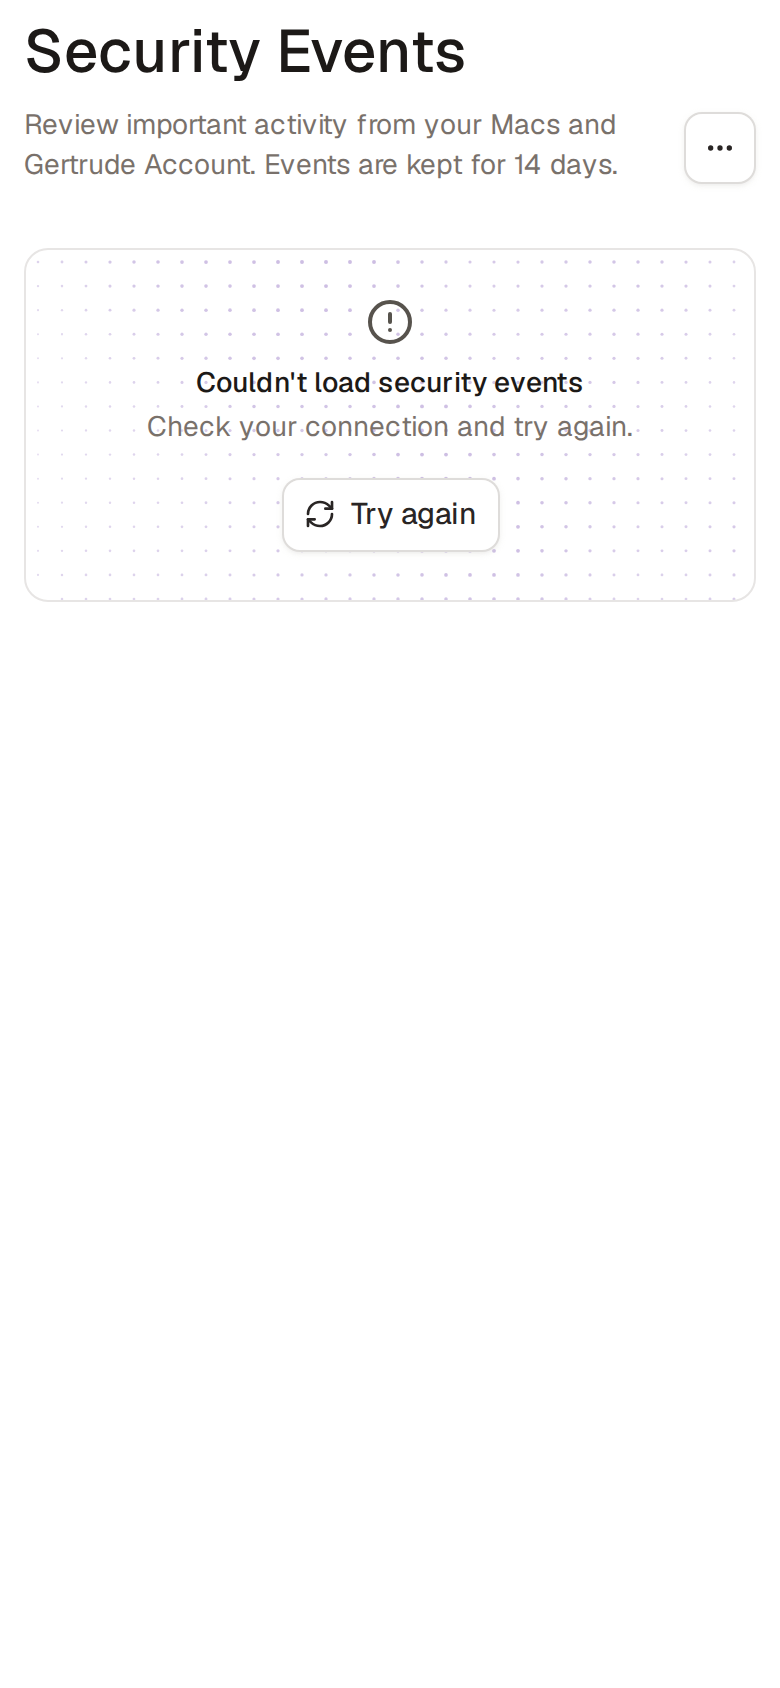 Security Events
Review important activity from your Macs and
Gertrude Account. Events are kept for 14 days.
Couldn't load security events
Check your connection and try again.
Try again